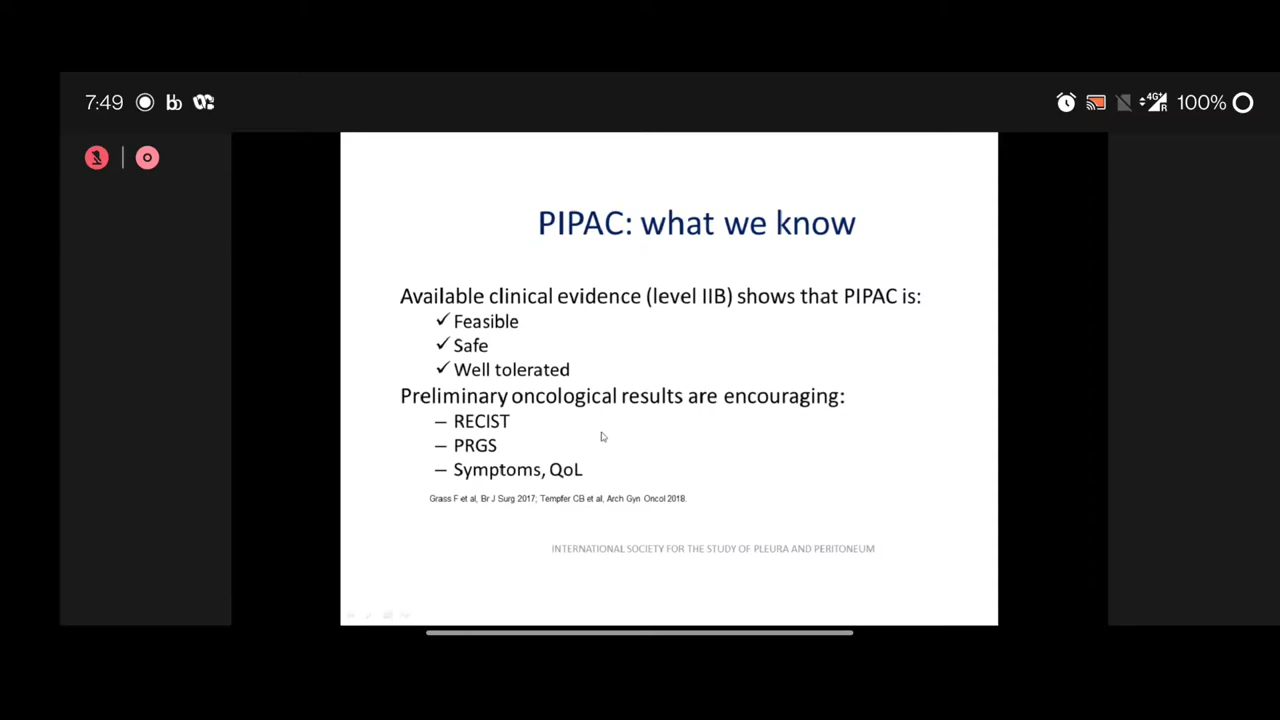 7:49
4G+
R
100%
PIPAC: what we know
Available clinical evidence (level IIB) shows that PIPAC is:
✓ Feasible
✓ Safe
✓ Well tolerated
Preliminary oncological results are encouraging:
– RECIST
– PRGS
– Symptoms, QoL
Grass F et al, Br J Surg 2017; Tempfer CB et al, Arch Gyn Oncol 2018.
INTERNATIONAL SOCIETY FOR THE STUDY OF PLEURA AND PERITONEUM